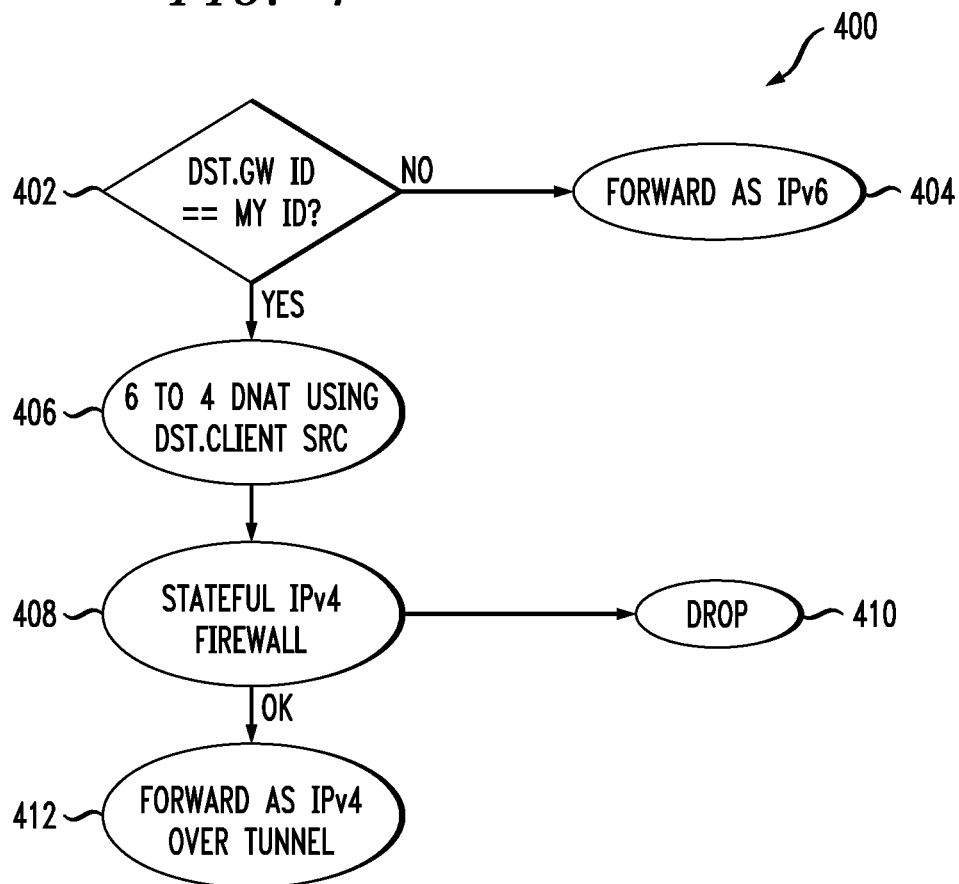 400
402
DST.GW ID
== MY ID?
NO
FORWARD AS IPv6
404
YES
406
6 TO 4 DNAT USING
DST.CLIENT SRC
408
STATEFUL IPv4
FIREWALL
DROP
410
OK
412
FORWARD AS IPv4
OVER TUNNEL